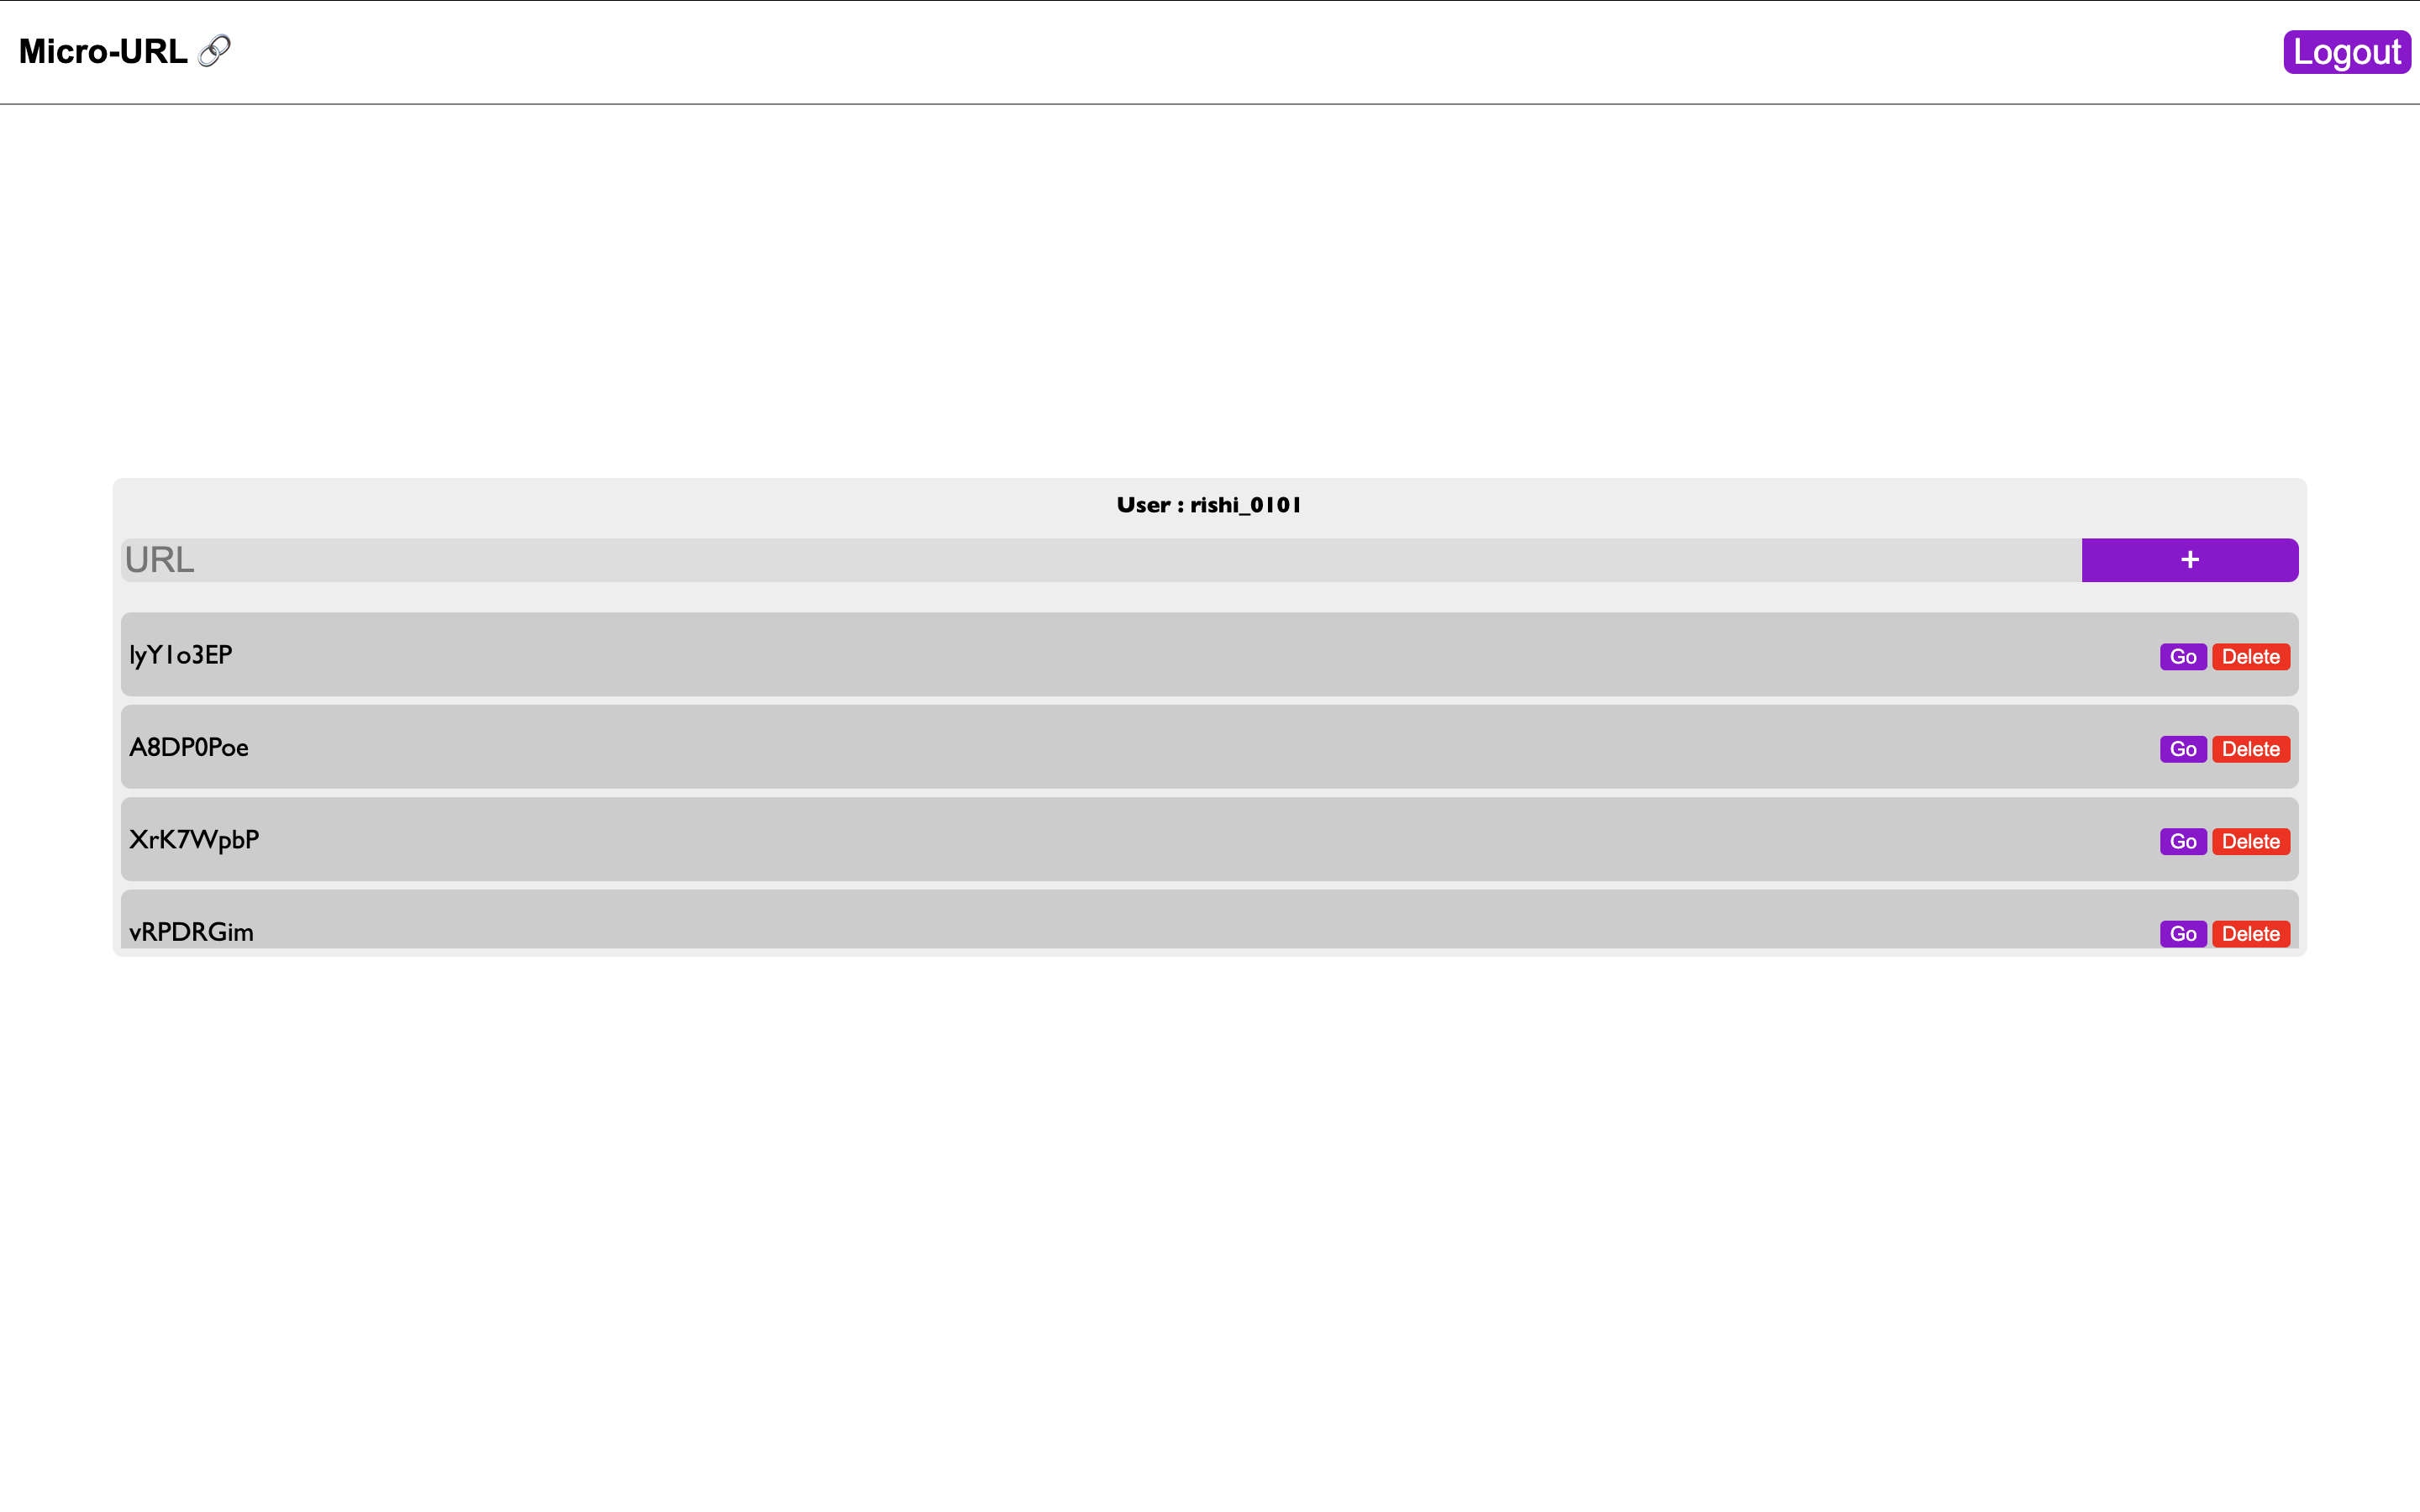 Micro-URL 🔗
Logout
User : rishi_0101
URL
+
lyY1o3EP
Go Delete
A8DP0Poe
Go Delete
XrK7WpbP
Go Delete
vRPDRGim
Go Delete